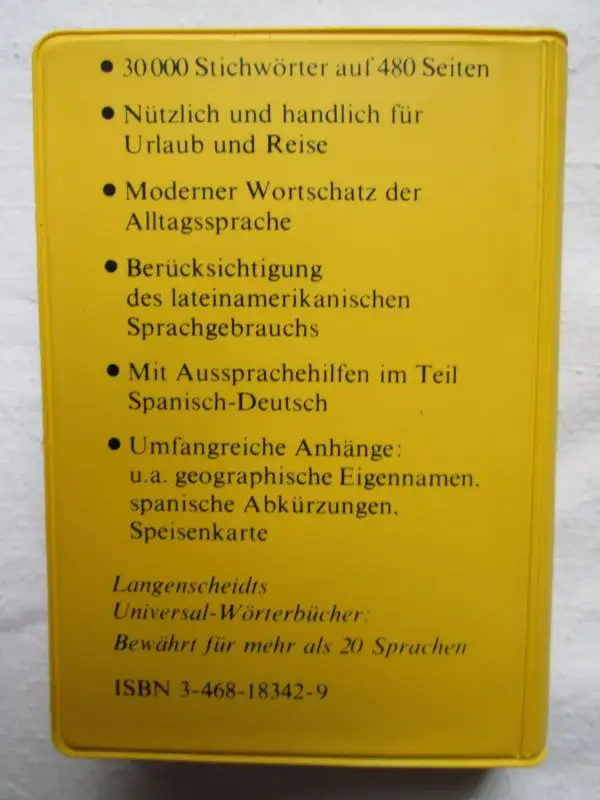 • 30 000 Stichwörter auf 480 Seiten
• Nützlich und handlich für
Urlaub und Reise
• Moderner Wortschatz der
Alltagssprache
• Berücksichtigung
des lateinamerikanischen
Sprachgebrauchs
• Mit Aussprachehilfen im Teil
Spanisch-Deutsch
• Umfangreiche Anhänge:
u.a. geographische Eigennamen,
spanische Abkürzungen,
Speisenkarte
Langenscheidts
Universal-Wörterbücher:
Bewährt für mehr als 20 Sprachen
ISBN 3-468-18342-9